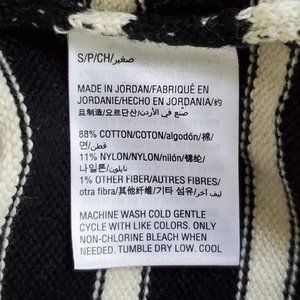 S/P/CH/صغير
MADE IN JORDAN/FABRIQUÉ EN
JORDANIE/HECHO EN JORDANIA/约
旦制造/요르단산/صنع في الأردن
88% COTTON/COTON/algodón/棉/
면/قطن
11% NYLON/NYLON/nilón/锦纶/
나일론/نايلون
1% OTHER FIBER/AUTRES FIBRES/
otra fibra/其他纤维/기타 섬유/ليف آخر
MACHINE WASH COLD GENTLE
CYCLE WITH LIKE COLORS. ONLY
NON-CHLORINE BLEACH WHEN
NEEDED. TUMBLE DRY LOW. COOL